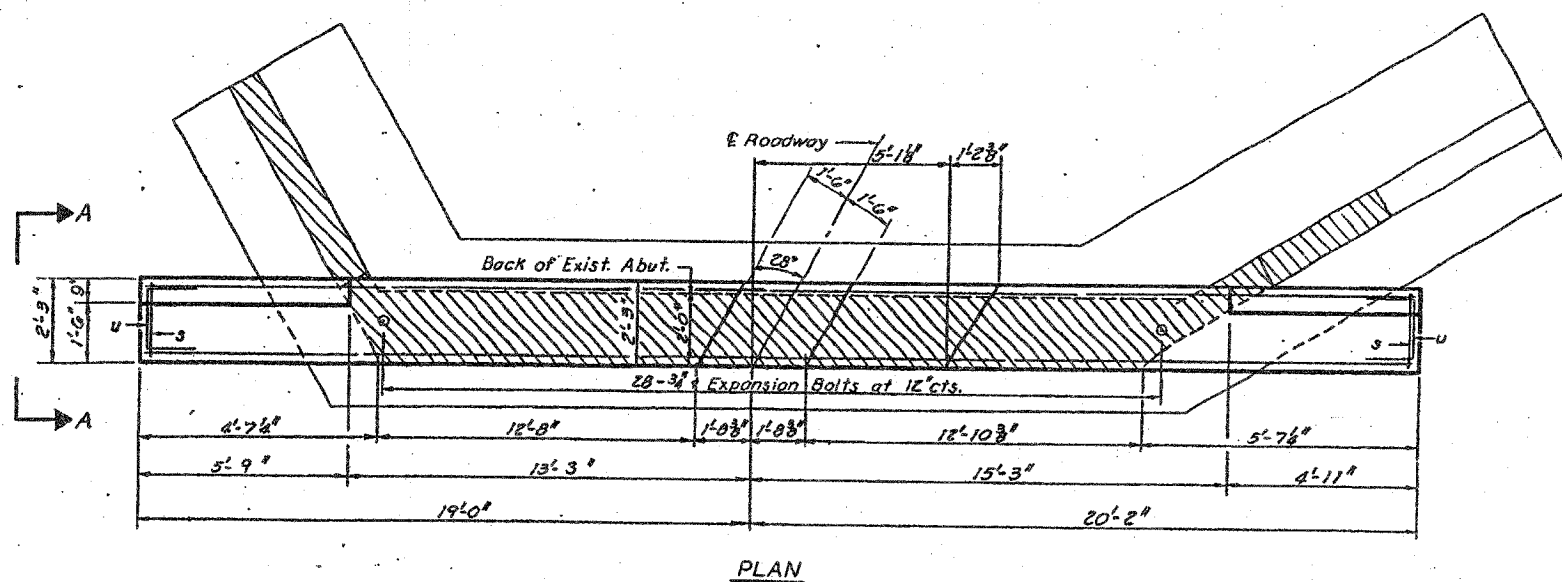 ℄ Roadway
5'-1⅛"
1'-2⅜"
1'-6"
1'-6"
28°
A
Back of Exist. Abut.
9"
2'-3"
1'-6"
2'-3"
2'-0"
u
s
s
u
28-¾"φ Expansion Bolts at 12"cts.
A
4'-7¼"
12'-8"
1'-8⅜"
1'-8⅜"
12'-10⅜"
5'-7¼"
5'-9"
13'-3"
15'-3"
4'-11"
19'-0"
20'-2"
PLAN